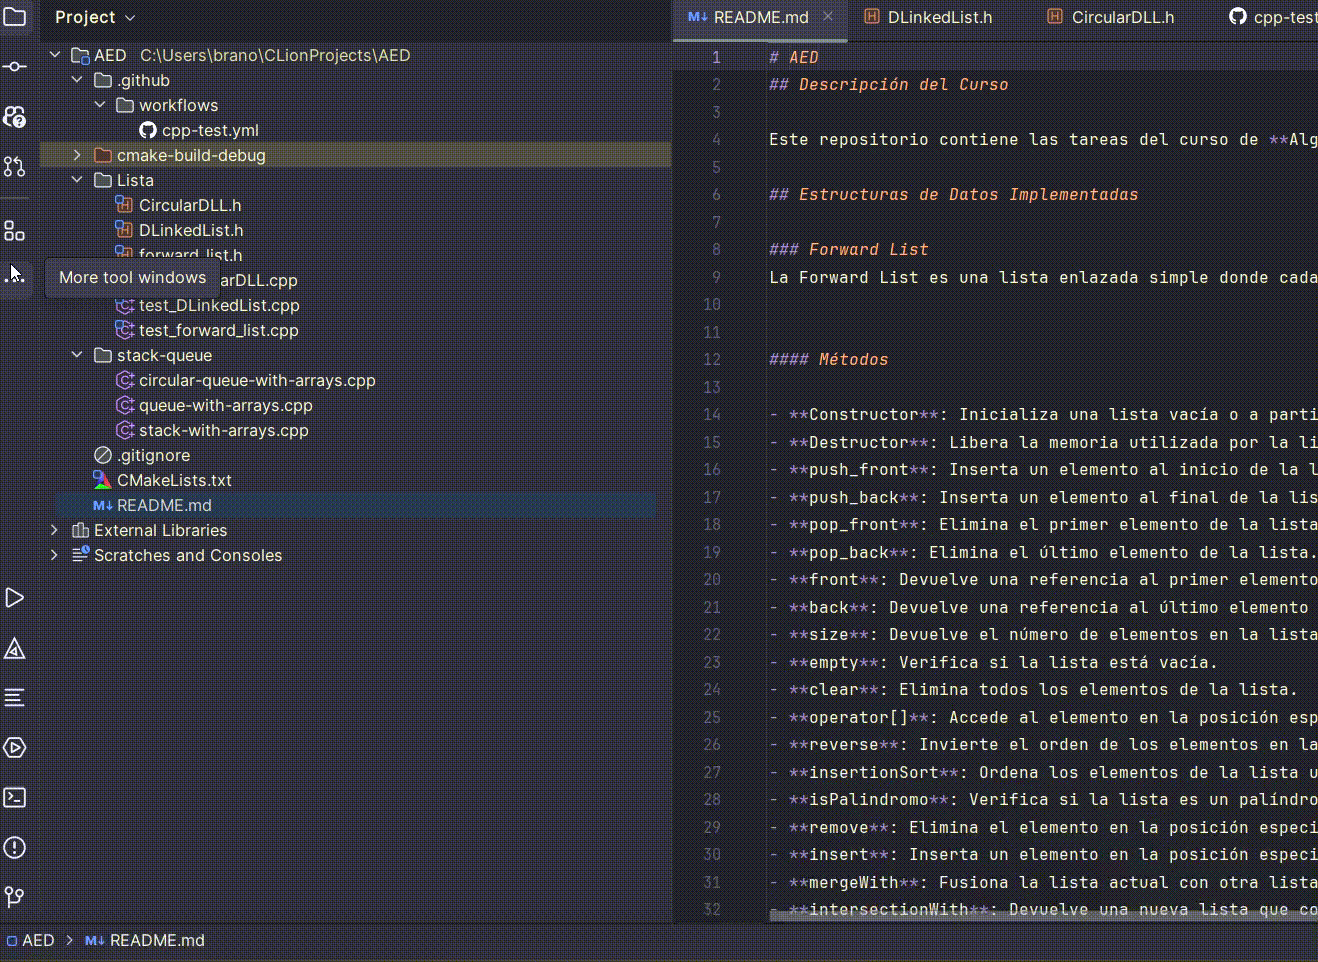 Project
AED C:\Users\brano\CLionProjects\AED
.github
workflows
cpp-test.yml
cmake-build-debug
Lista
CircularDLL.h
DLinkedList.h
forward_list.h
More tool windows
arDLL.cpp
test_DLinkedList.cpp
test_forward_list.cpp
stack-queue
circular-queue-with-arrays.cpp
queue-with-arrays.cpp
stack-with-arrays.cpp
.gitignore
CMakeLists.txt
README.md
External Libraries
Scratches and Consoles
README.md DLinkedList.h CircularDLL.h cpp-test
1 # AED
2 ## Descripción del Curso
3
4 Este repositorio contiene las tareas del curso de **Alg
5
6 ## Estructuras de Datos Implementadas
7
8 ### Forward List
9 La Forward List es una lista enlazada simple donde cada
10
11
12 #### Métodos
13
14 - **Constructor**: Inicializa una lista vacía o a parti
15 - **Destructor**: Libera la memoria utilizada por la li
16 - **push_front**: Inserta un elemento al inicio de la l
17 - **push_back**: Inserta un elemento al final de la lis
18 - **pop_front**: Elimina el primer elemento de la lista
19 - **pop_back**: Elimina el último elemento de la lista.
20 - **front**: Devuelve una referencia al primer elemento
21 - **back**: Devuelve una referencia al último elemento
22 - **size**: Devuelve el número de elementos en la lista
23 - **empty**: Verifica si la lista está vacía.
24 - **clear**: Elimina todos los elementos de la lista.
25 - **operator[]**: Accede al elemento en la posición esp
26 - **reverse**: Invierte el orden de los elementos en la
27 - **insertionSort**: Ordena los elementos de la lista u
28 - **isPalindromo**: Verifica si la lista es un palíndro
29 - **remove**: Elimina el elemento en la posición especi
30 - **insert**: Inserta un elemento en la posición especi
31 - **mergeWith**: Fusiona la lista actual con otra lista
32 - **intersectionWith**: Devuelve una nueva lista que co
AED > README.md